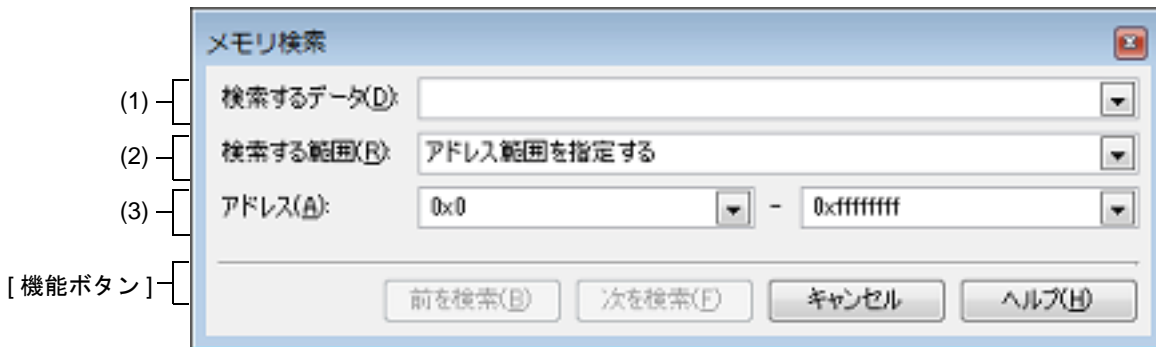 メモリ検索
(1) 検索するデータ(D):
(2) 検索する範囲(R): アドレス範囲を指定する
(3) アドレス(A): 0x0 - 0xffffffff
[ 機能ボタン ] 前を検索(B) 次を検索(F) キャンセル ヘルプ(H)